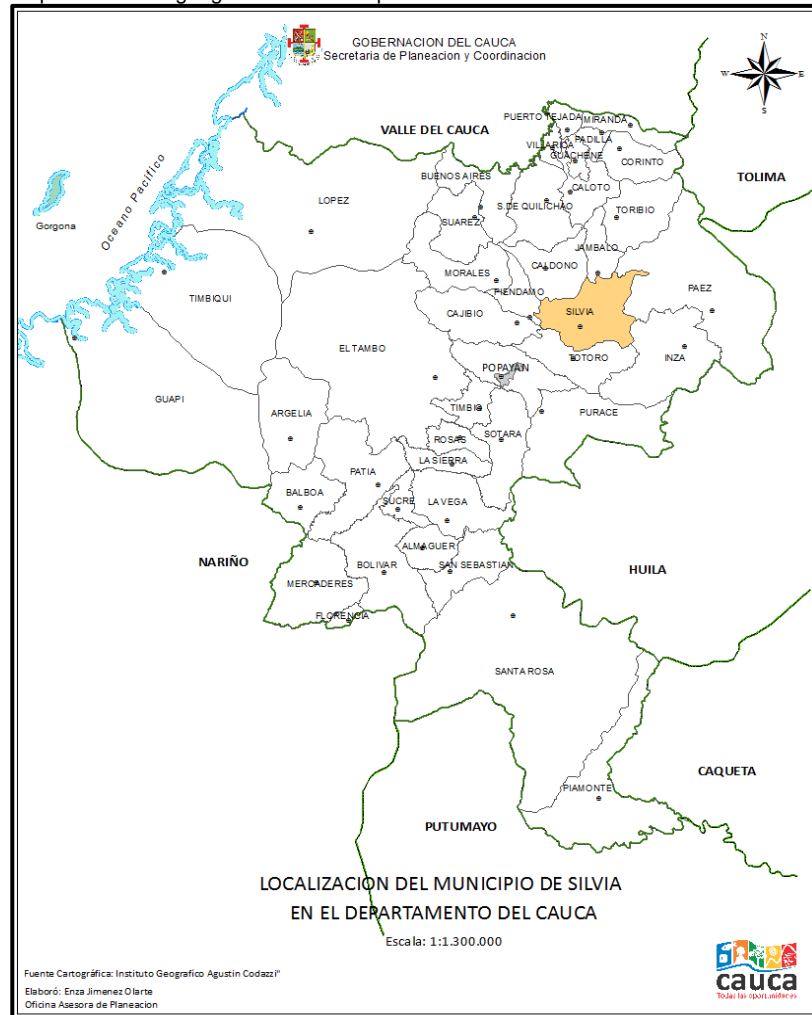 GOBERNACION DEL CAUCA
Secretaria de Planeacion y Coordinacion
N
W
E
S
VALLE DEL CAUCA
PUERTO TEJADA
MIRANDA
PADILLA
VILLARICA
GUACHENE
CORINTO
BUENOS AIRES
TOLIMA
CALOTO
LOPEZ
S.DE QUILICHAO
TORIBIO
SUAREZ
Gorgona
Oceano Pacifico
JAMBALO
CALDONO
MORALES
PAEZ
TIMBIQUI
PIENDAMO
CAJIBIO
SILVIA
EL TAMBO
TOTORO
INZA
POPAYAN
GUAPI
ARGELIA
TIMBIO
PURACE
ROSAS
SOTARA
LA SIERRA
PATIA
BALBOA
SUCRE
LA VEGA
ALMAGUER
NARIÑO
BOLIVAR
SAN SEBASTIAN
HUILA
MERCADERES
FLORENCIA
SANTA ROSA
CAQUETA
PIAMONTE
PUTUMAYO
LOCALIZACION DEL MUNICIPIO DE SILVIA
EN EL DEPARTAMENTO DEL CAUCA
Escala: 1:1.300.000
Fuente Cartográfica: Instituto Geografico Agustin Codazzi"
Elaboró: Enza Jimenez Olarte
Oficina Asesora de Planeacion
cauca
Todas las oportunidades